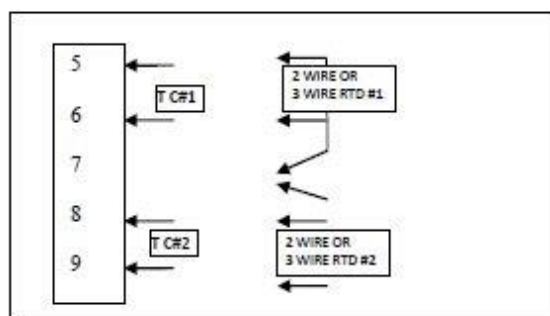 5
T C#1
2 WIRE OR
3 WIRE RTD #1
6
7
8
T C#2
2 WIRE OR
3 WIRE RTD #2
9